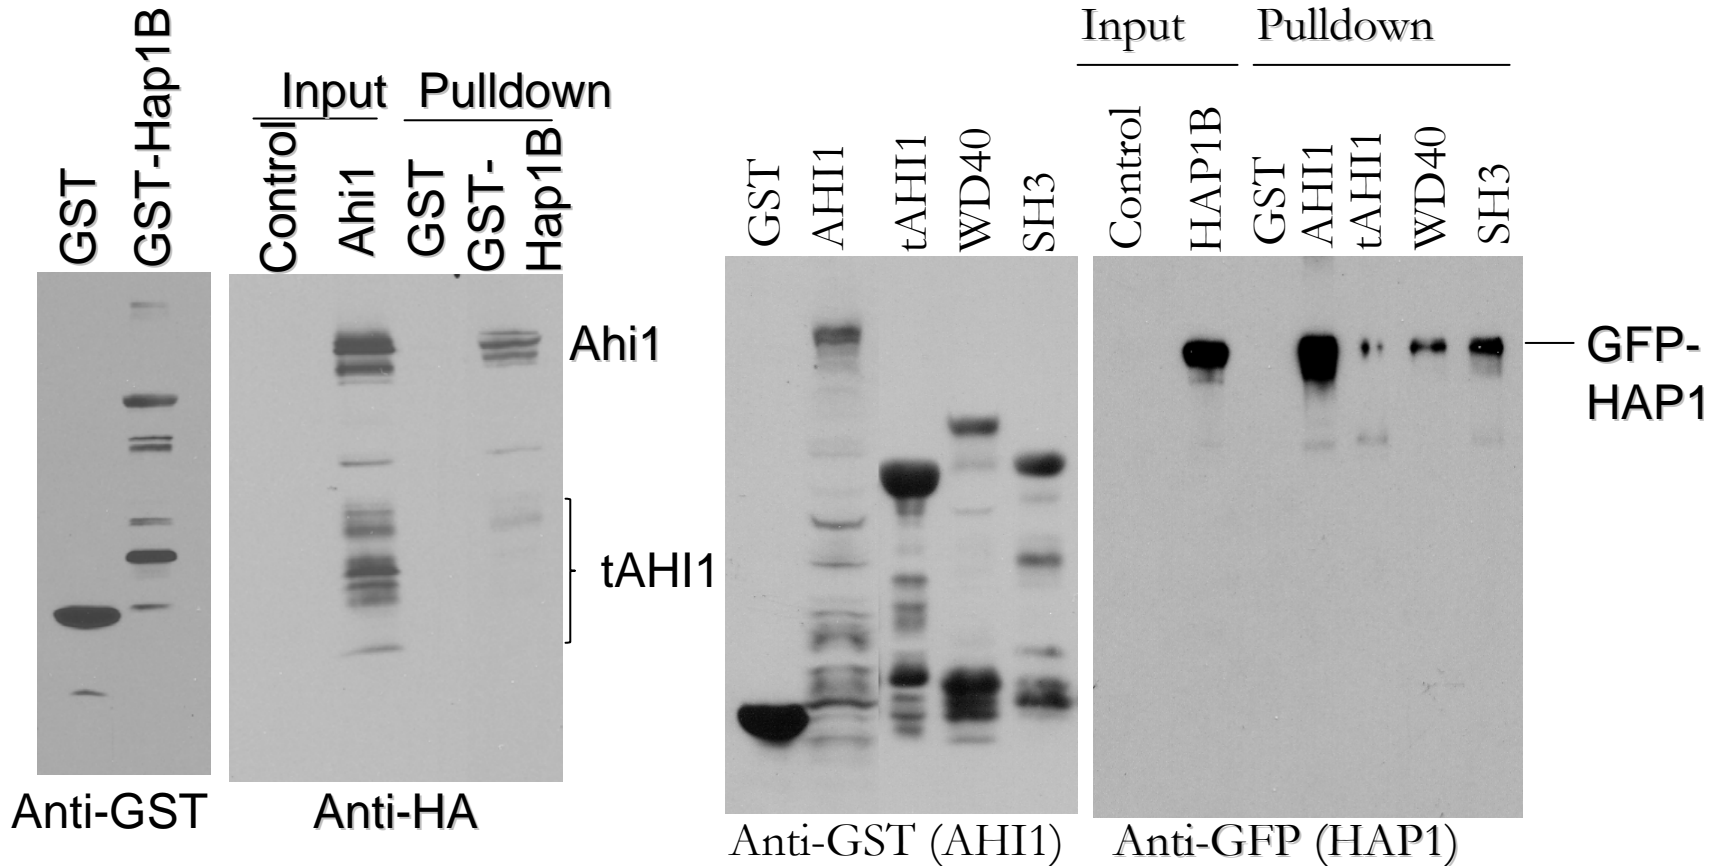 GST
GST-Hap1B
Input
Pulldown
Control
Ahi1
GST
GST-
Hap1B
Ahi1
tAHI1
Anti-GST
Anti-HA
GST
AHI1
tAHI1
WD40
SH3
Input
Pulldown
Control
HAP1B
GST
AHI1
tAHI1
WD40
SH3
GFP-
HAP1
Anti-GST (AHI1)
Anti-GFP (HAP1)